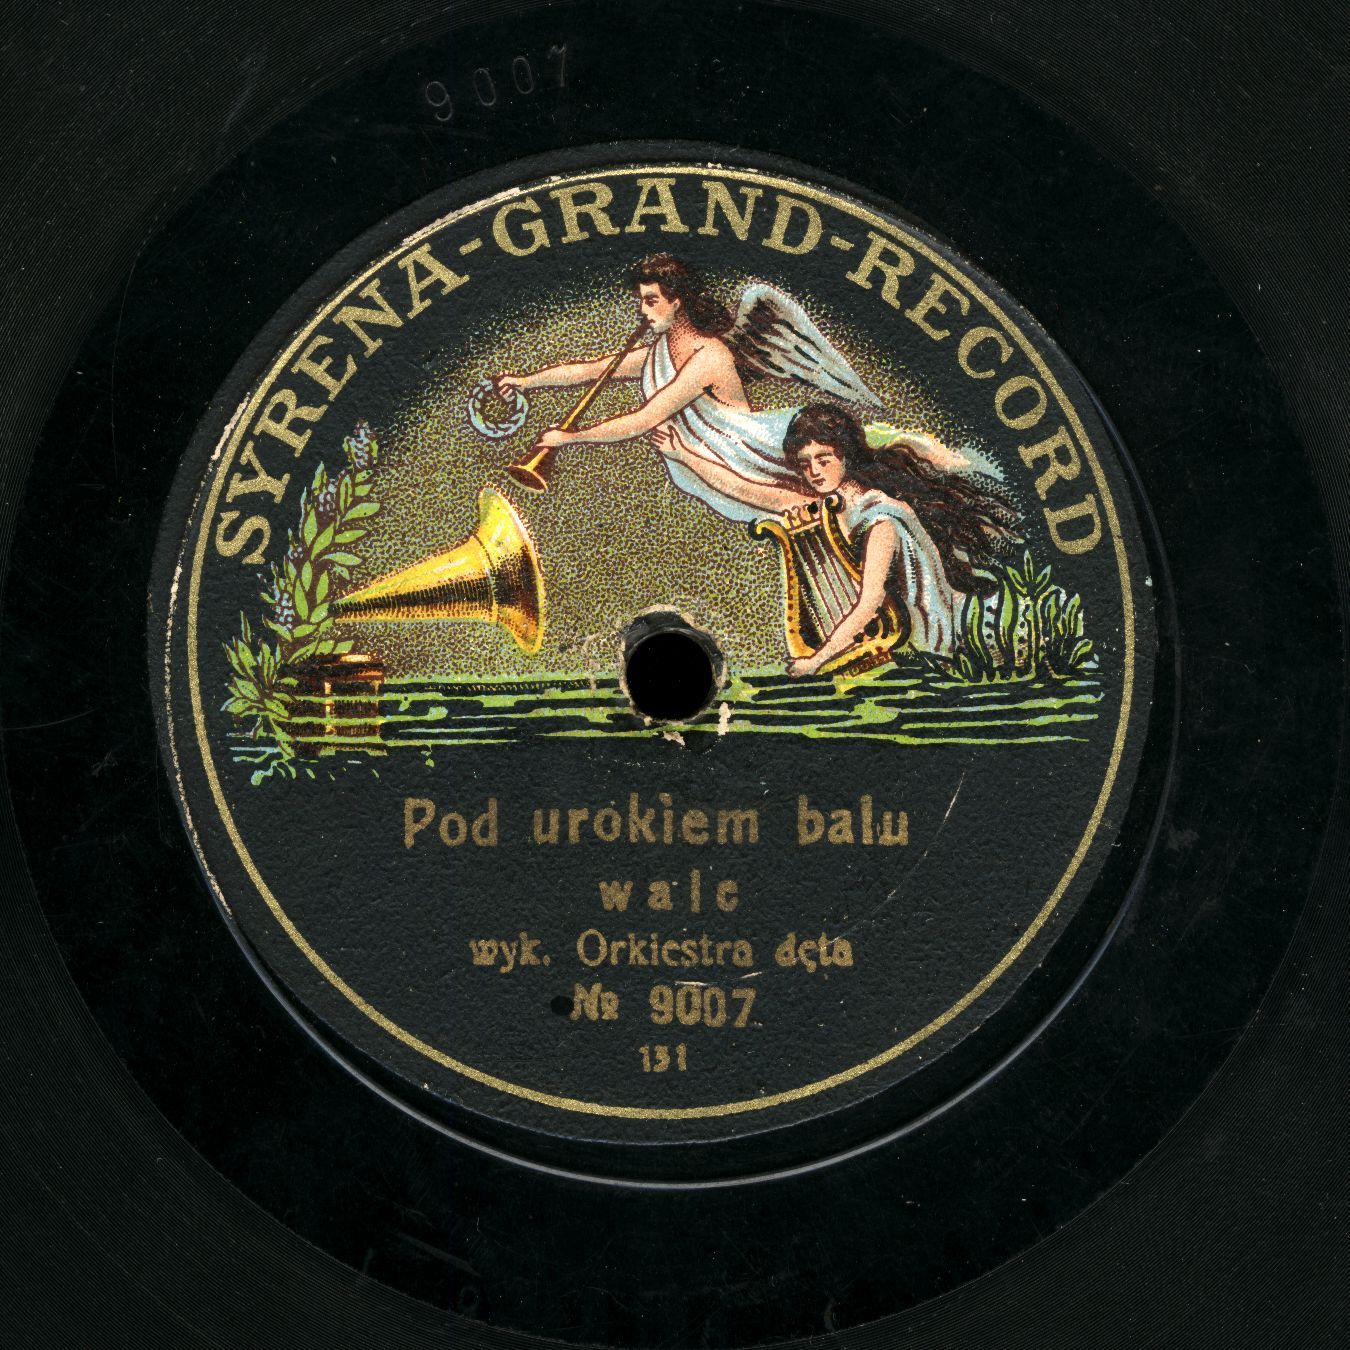 9007
SYRENA-GRAND-RECORD
Pod urokiem balu
walc
wyk. Orkiestra dęta
№ 9007
131